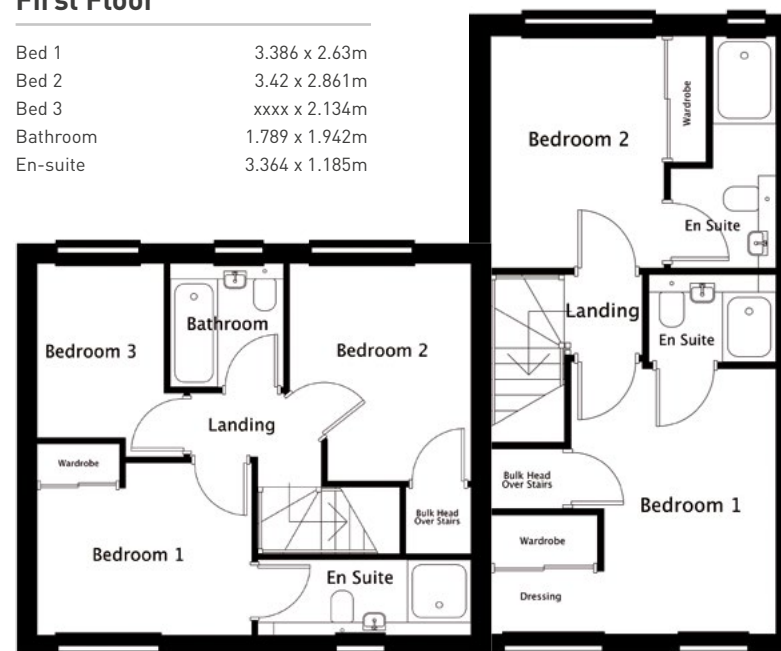 First Floor
Bed 1 3.386 x 2.63m
Bed 2 3.42 x 2.861m
Bed 3 xxxx x 2.134m
Bathroom 1.789 x 1.942m
En-suite 3.364 x 1.185m
Bedroom 3
Bathroom
Bedroom 2
Landing
Wardrobe
Bedroom 1
Bulk Head
Over Stairs
En Suite
Bedroom 2
Wardrobe
En Suite
Landing
En Suite
Bulk Head
Over Stairs
Bedroom 1
Wardrobe
Dressing